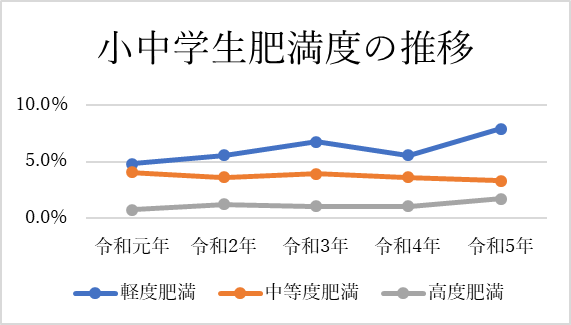 小中学生肥満度の推移
10.0%
5.0%
0.0%
令和元年 令和2年 令和3年 令和4年 令和5年
軽度肥満 中等度肥満 高度肥満